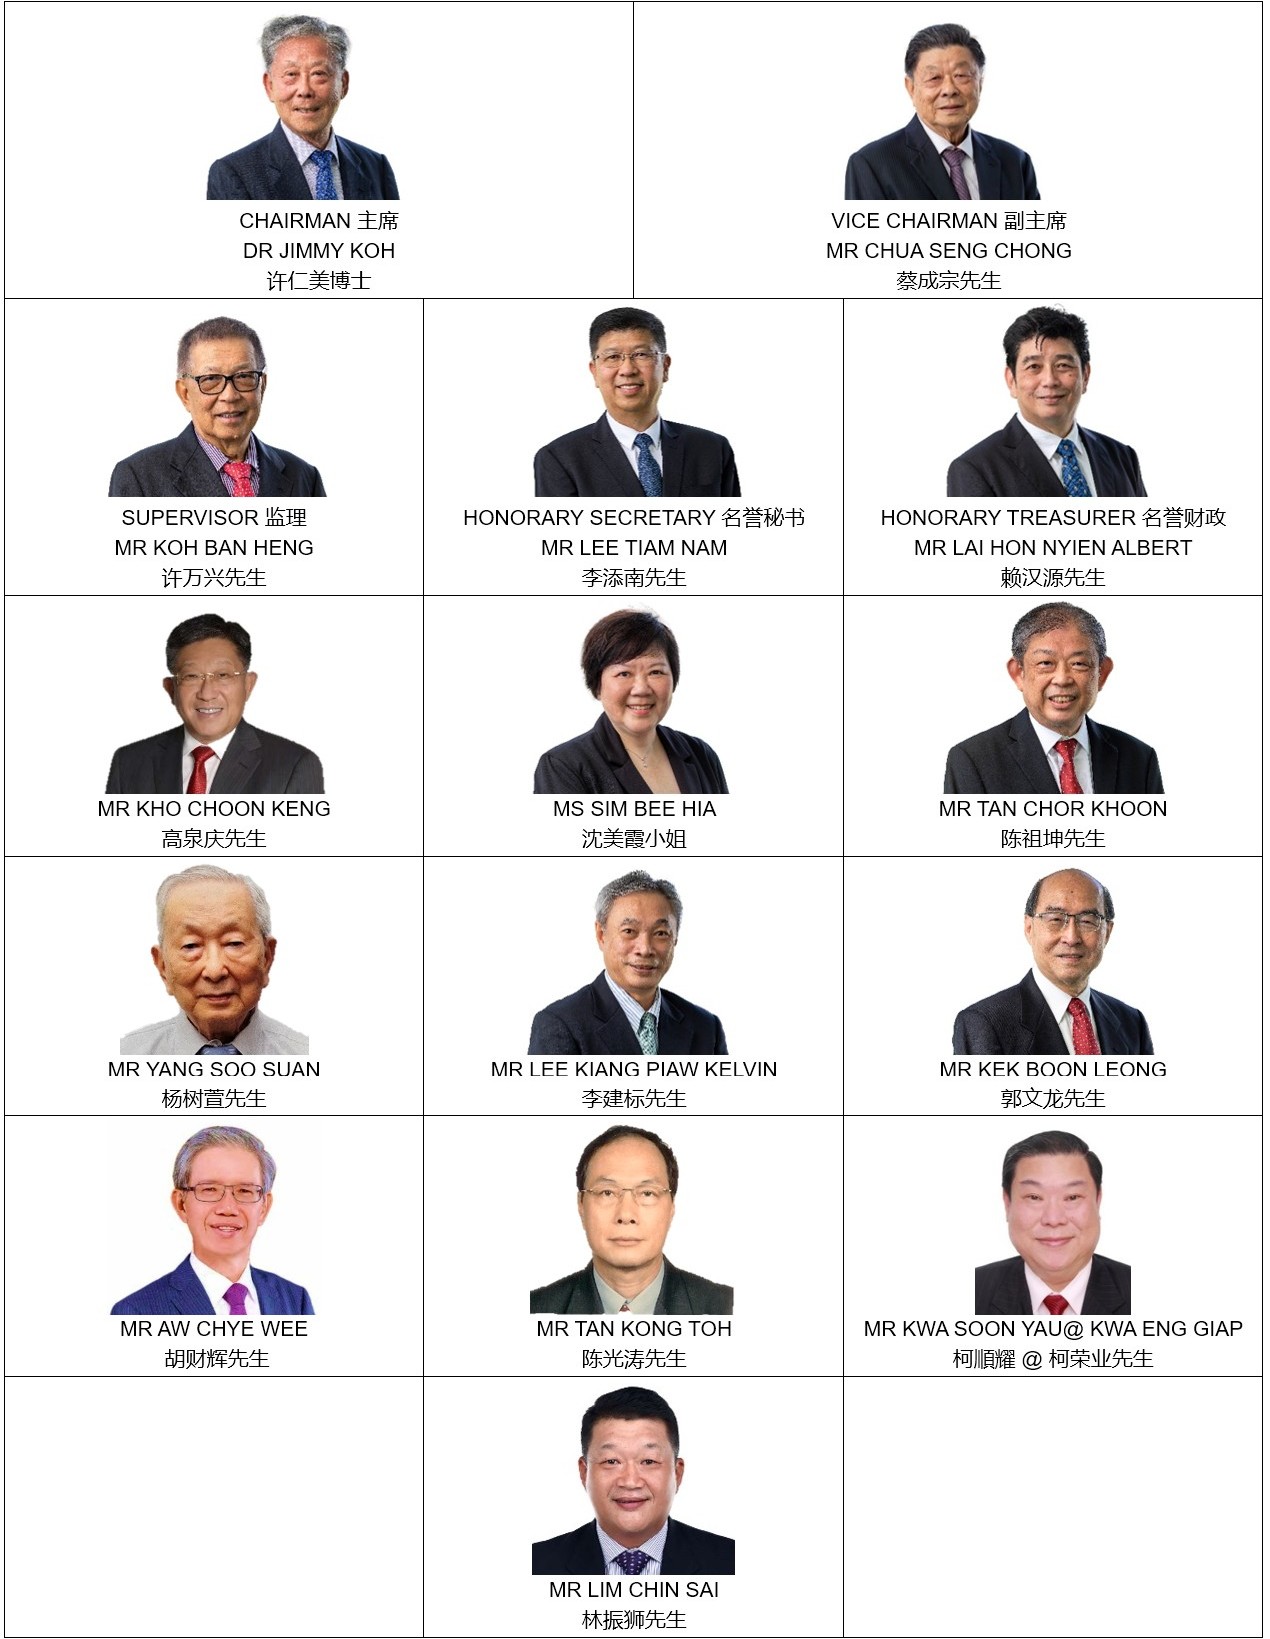 CHAIRMAN 主席
DR JIMMY KOH
许仁美博士
VICE CHAIRMAN 副主席
MR CHUA SENG CHONG
蔡成宗先生
SUPERVISOR 监理
MR KOH BAN HENG
许万兴先生
HONORARY SECRETARY 名誉秘书
MR LEE TIAM NAM
李添南先生
HONORARY TREASURER 名誉财政
MR LAI HON NYIEN ALBERT
赖汉源先生
MR KHO CHOON KENG
高泉庆先生
MS SIM BEE HIA
沈美霞小姐
MR TAN CHOR KHOON
陈祖坤先生
MR YANG SOO SUAN
杨树萱先生
MR LEE KIANG PIAW KELVIN
李建标先生
MR KEK BOON LEONG
郭文龙先生
MR AW CHYE WEE
胡财辉先生
MR TAN KONG TOH
陈光涛先生
MR KWA SOON YAU@ KWA ENG GIAP
柯順耀 @ 柯荣业先生
MR LIM CHIN SAI
林振狮先生